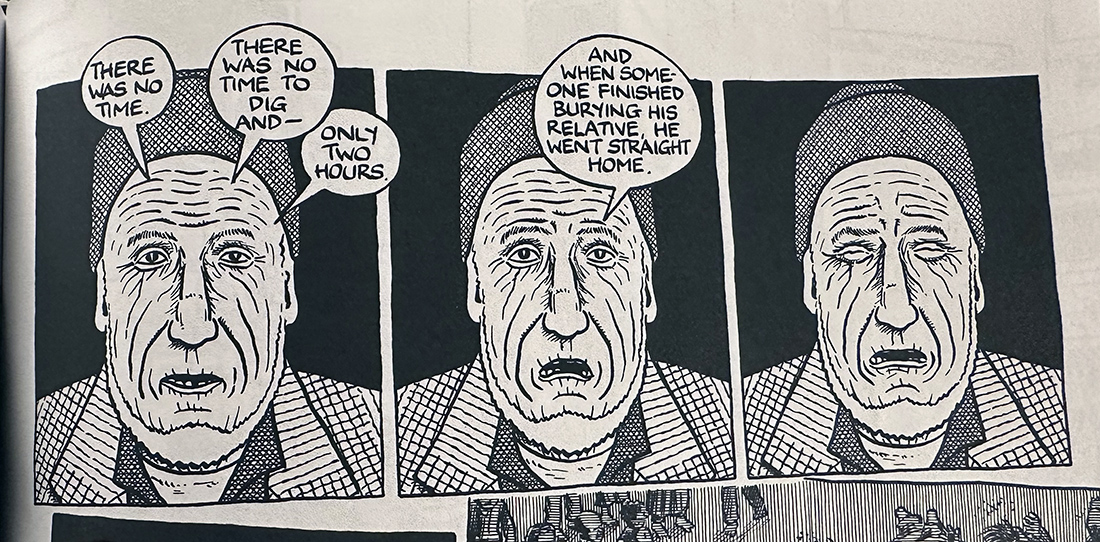 THERE
WAS NO
TIME.
THERE
WAS NO
TIME TO
DIG
AND—
ONLY
TWO
HOURS.
AND
WHEN SOME-
ONE FINISHED
BURYING HIS
RELATIVE, HE
WENT STRAIGHT
HOME.